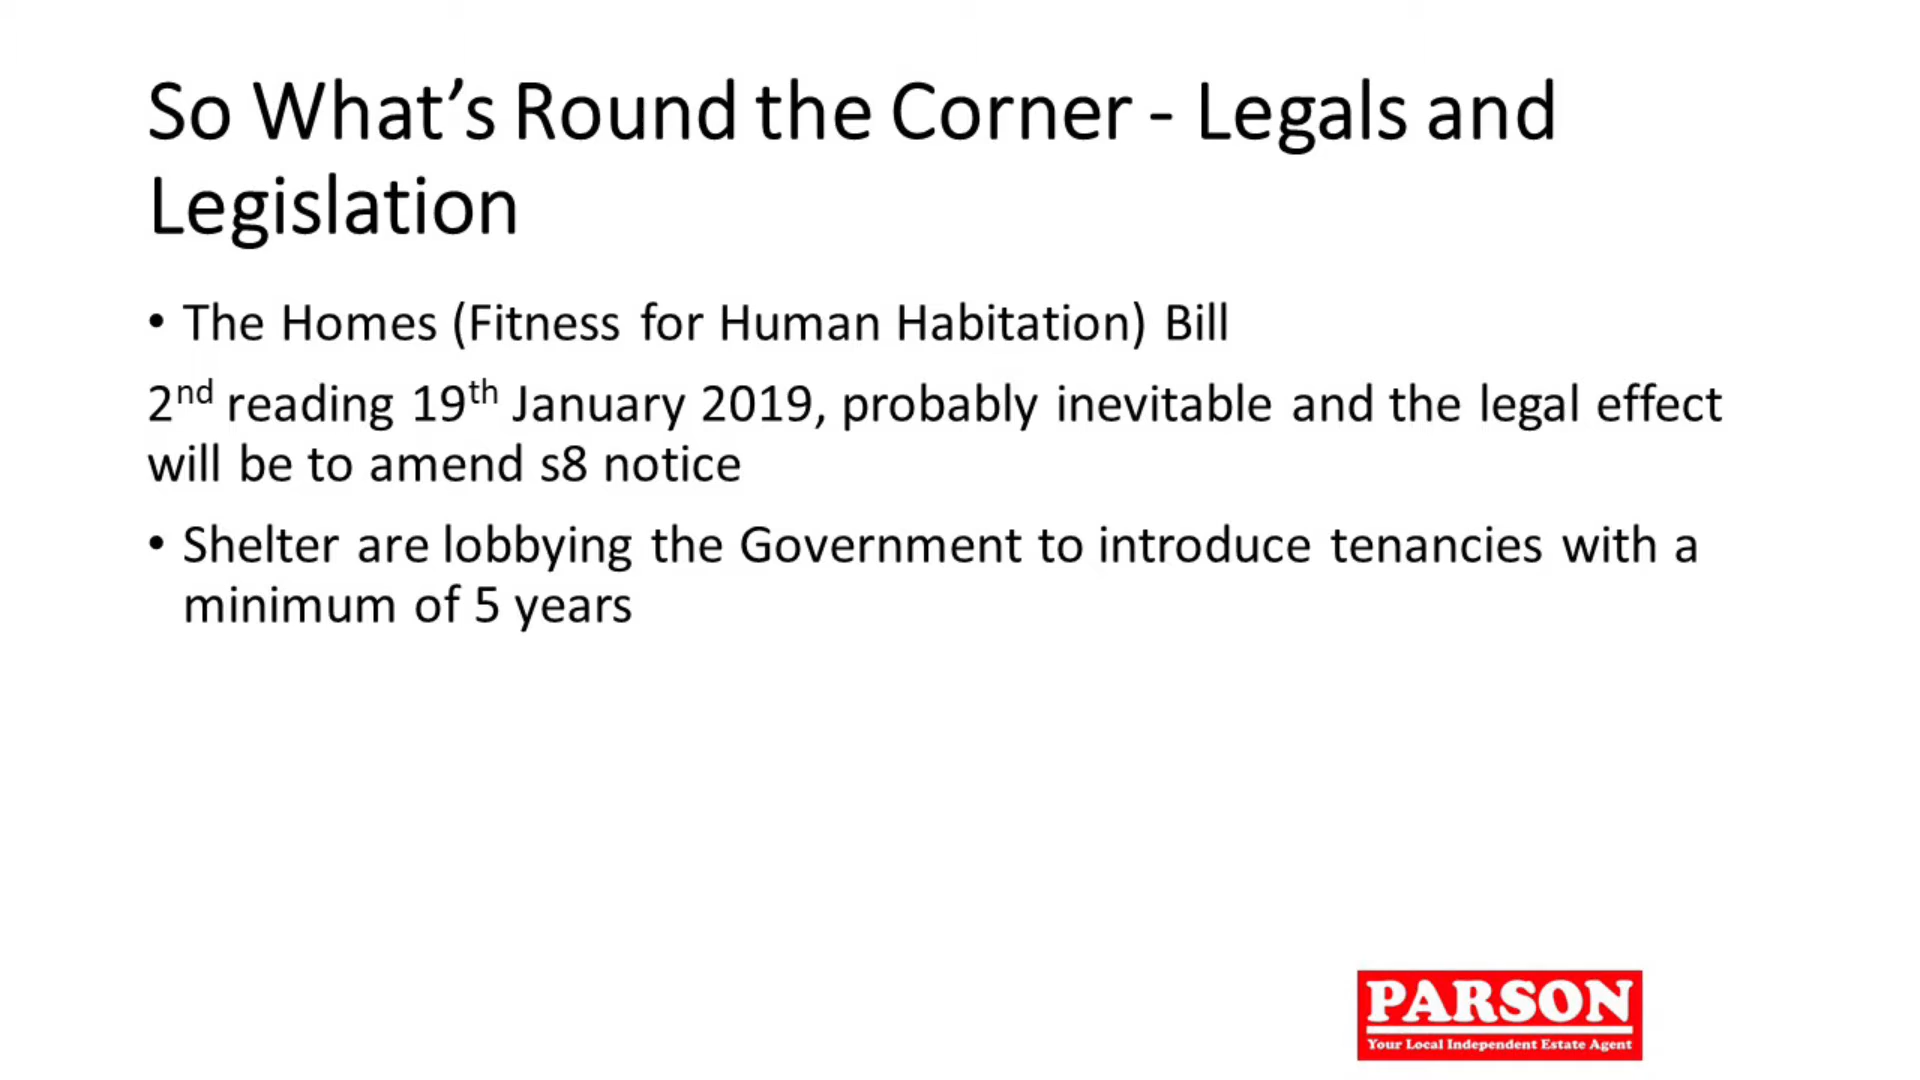 So What’s Round the Corner - Legals and
Legislation
• The Homes (Fitness for Human Habitation) Bill
2nd reading 19th January 2019, probably inevitable and the legal effect
will be to amend s8 notice
• Shelter are lobbying the Government to introduce tenancies with a
minimum of 5 years
PARSON
Your Local Independent Estate Agent